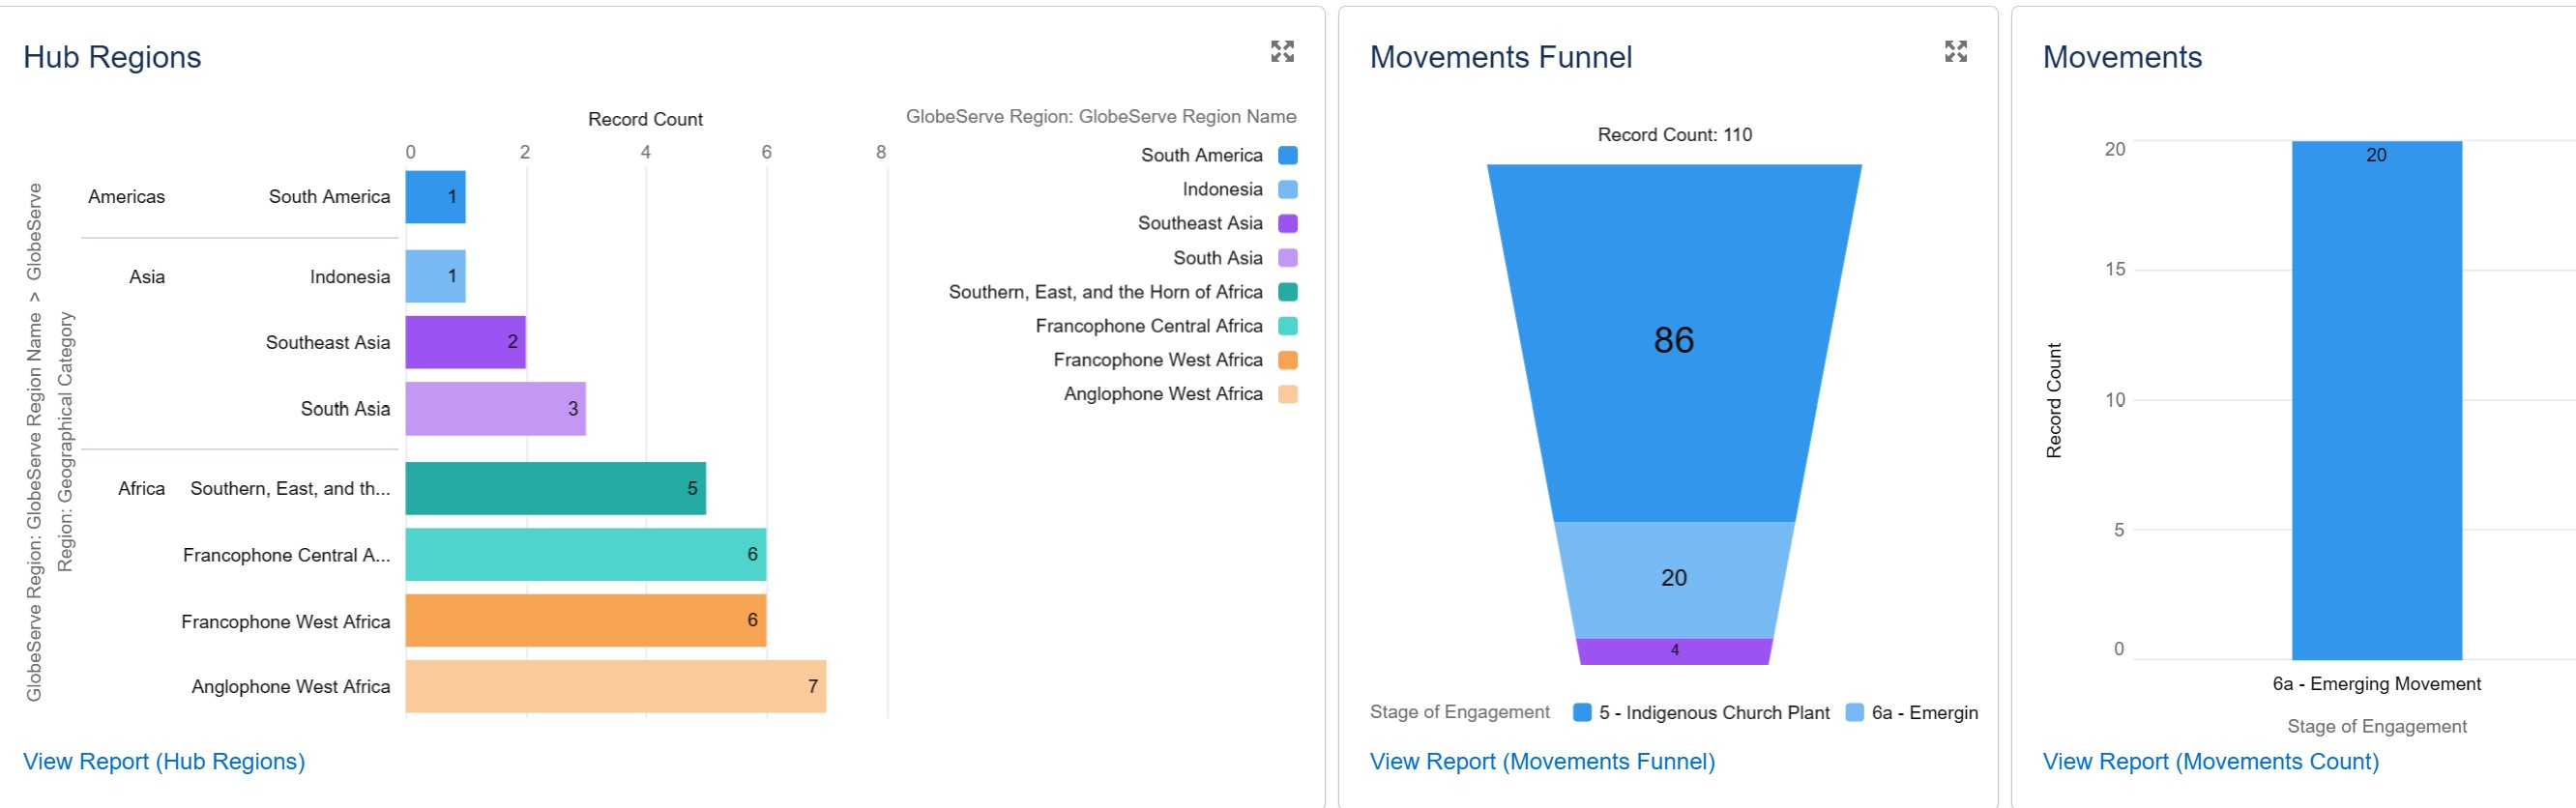 Hub Regions
Record Count
0 2 4 6 8
GlobeServe Region: GlobeServe Region Name > GlobeServe
Region: Geographical Category
Americas South America 1
Asia Indonesia 1
Southeast Asia 2
South Asia 3
Africa Southern, East, and th... 5
Francophone Central A... 6
Francophone West Africa 6
Anglophone West Africa 7
GlobeServe Region: GlobeServe Region Name
South America
Indonesia
Southeast Asia
South Asia
Southern, East, and the Horn of Africa
Francophone Central Africa
Francophone West Africa
Anglophone West Africa
View Report (Hub Regions)
Movements Funnel
Record Count: 110
86
20
4
Stage of Engagement 5 - Indigenous Church Plant 6a - Emergin
View Report (Movements Funnel)
Movements
Record Count
20
15
10
5
0
20
6a - Emerging Movement
Stage of Engagement
View Report (Movements Count)